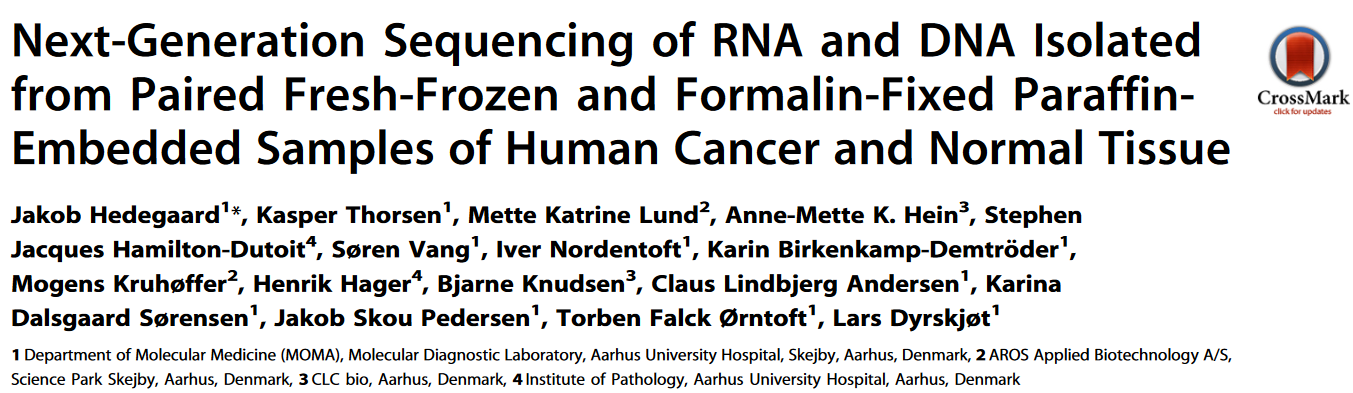 Next-Generation Sequencing of RNA and DNA Isolated
from Paired Fresh-Frozen and Formalin-Fixed Paraffin-
Embedded Samples of Human Cancer and Normal Tissue
CrossMark
click for updates
Jakob Hedegaard1*, Kasper Thorsen1, Mette Katrine Lund2, Anne-Mette K. Hein3, Stephen
Jacques Hamilton-Dutoit4, Søren Vang1, Iver Nordentoft1, Karin Birkenkamp-Demtröder1,
Mogens Kruhøffer2, Henrik Hager4, Bjarne Knudsen3, Claus Lindbjerg Andersen1, Karina
Dalsgaard Sørensen1, Jakob Skou Pedersen1, Torben Falck Ørntoft1, Lars Dyrskjøt1
1 Department of Molecular Medicine (MOMA), Molecular Diagnostic Laboratory, Aarhus University Hospital, Skejby, Aarhus, Denmark, 2 AROS Applied Biotechnology A/S,
Science Park Skejby, Aarhus, Denmark, 3 CLC bio, Aarhus, Denmark, 4 Institute of Pathology, Aarhus University Hospital, Aarhus, Denmark